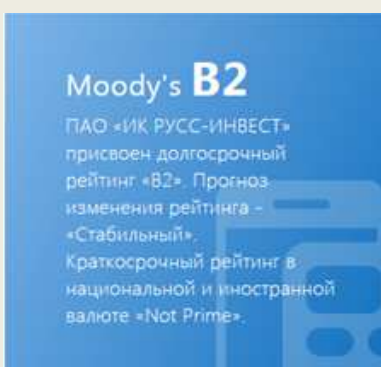 Moody's B2
ПАО «ИК РУСС-ИНВЕСТ»
присвоен долгосрочный
рейтинг «B2». Прогноз
изменения рейтинга –
«Стабильный».
Краткосрочный рейтинг в
национальной и иностранной
валюте «Not Prime».